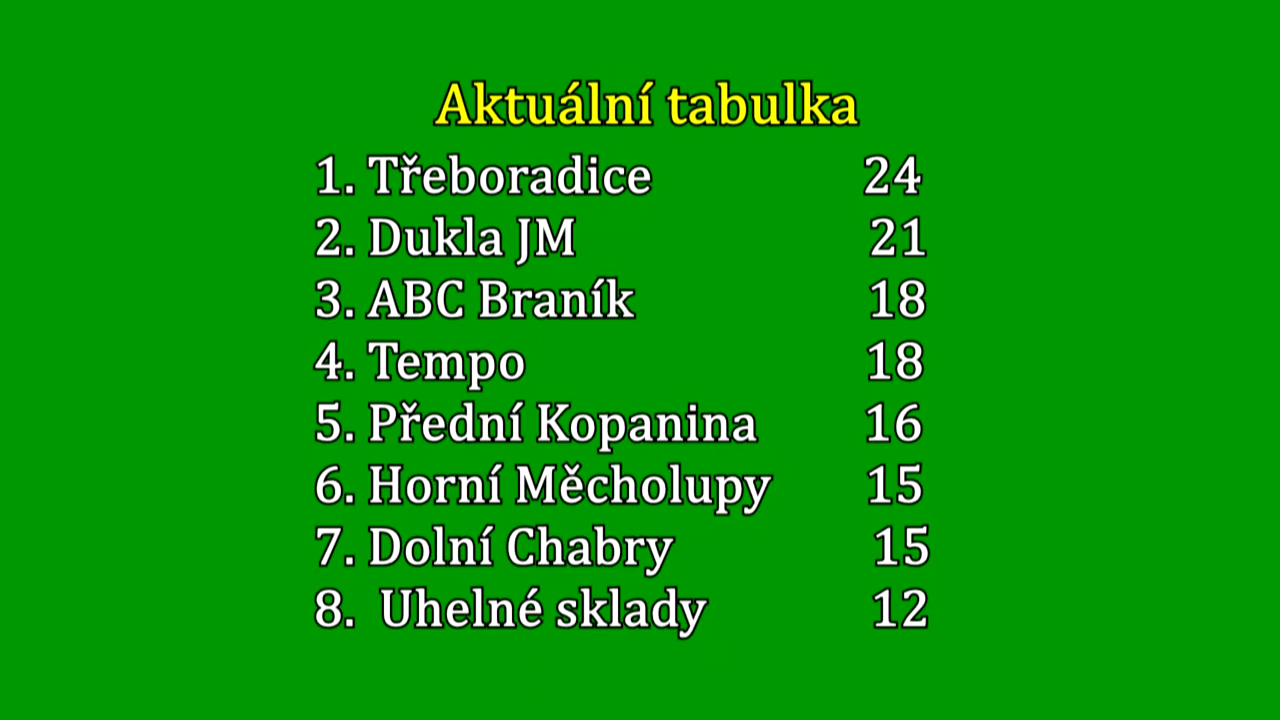 Aktuální tabulka
1. Třeboradice 24
2. Dukla JM 21
3. ABC Braník 18
4. Tempo 18
5. Přední Kopanina 16
6. Horní Měcholupy 15
7. Dolní Chabry 15
8. Uhelné sklady 12